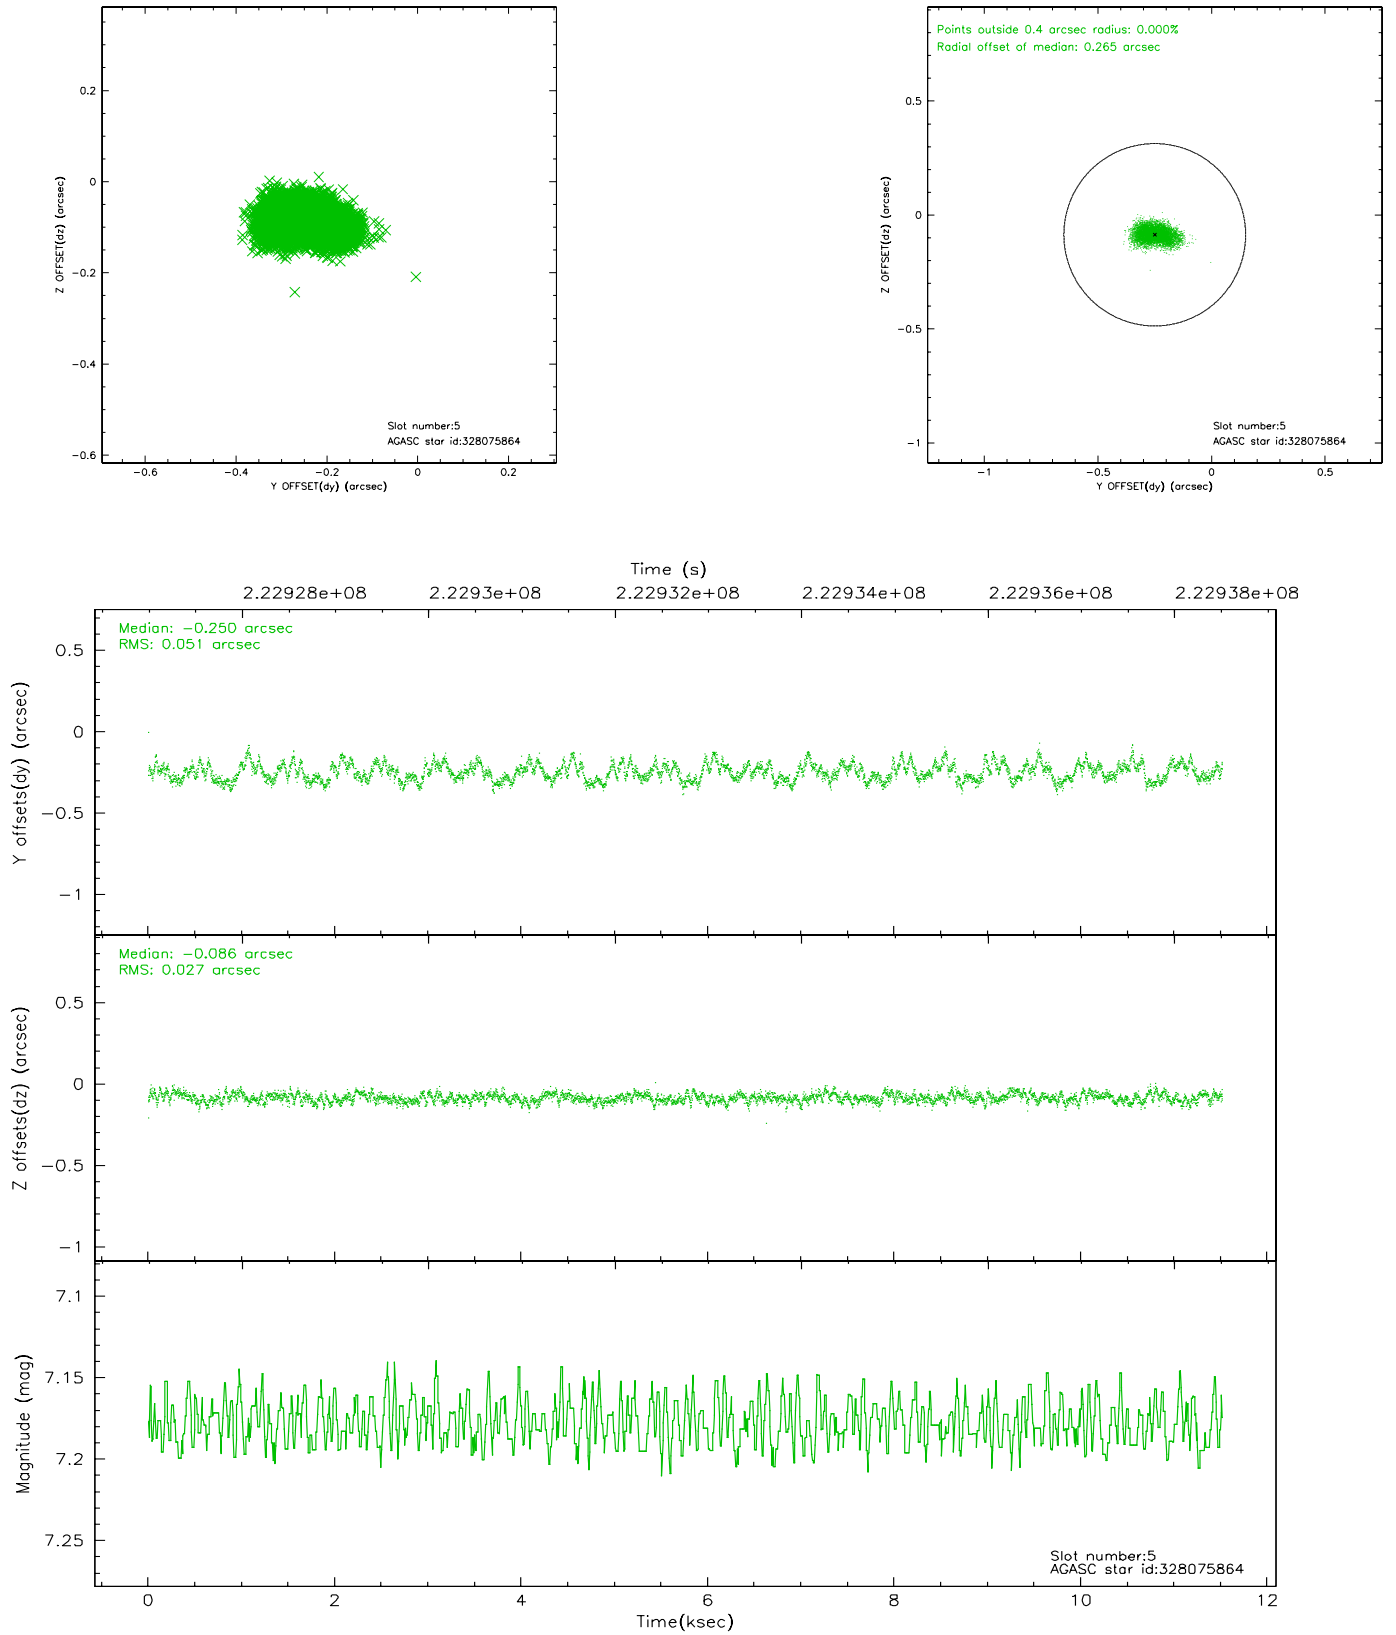 0.2
0
−0.2
−0.4
−0.6
Z OFFSET(dz) (arcsec)
Slot number:5
AGASC star id:328075864
−0.6 −0.4 −0.2 0 0.2
Y OFFSET(dy) (arcsec)
Points outside 0.4 arcsec radius: 0.000%
Radial offset of median: 0.265 arcsec
0.5
0
−0.5
−1
Z OFFSET(dz) (arcsec)
Slot number:5
AGASC star id:328075864
−1 −0.5 0 0.5
Y OFFSET(dy) (arcsec)
Time (s)
2.22928e+08 2.2293e+08 2.22932e+08 2.22934e+08 2.22936e+08 2.22938e+08
Median: −0.250 arcsec
RMS: 0.051 arcsec
0.5
0
−0.5
−1
Y offsets(dy) (arcsec)
Median: −0.086 arcsec
RMS: 0.027 arcsec
0.5
0
−0.5
−1
Z offsets(dz) (arcsec)
7.1
7.15
7.2
7.25
Magnitude (mag)
Slot number:5
AGASC star id:328075864
0 2 4 6 8 10 12
Time(ksec)